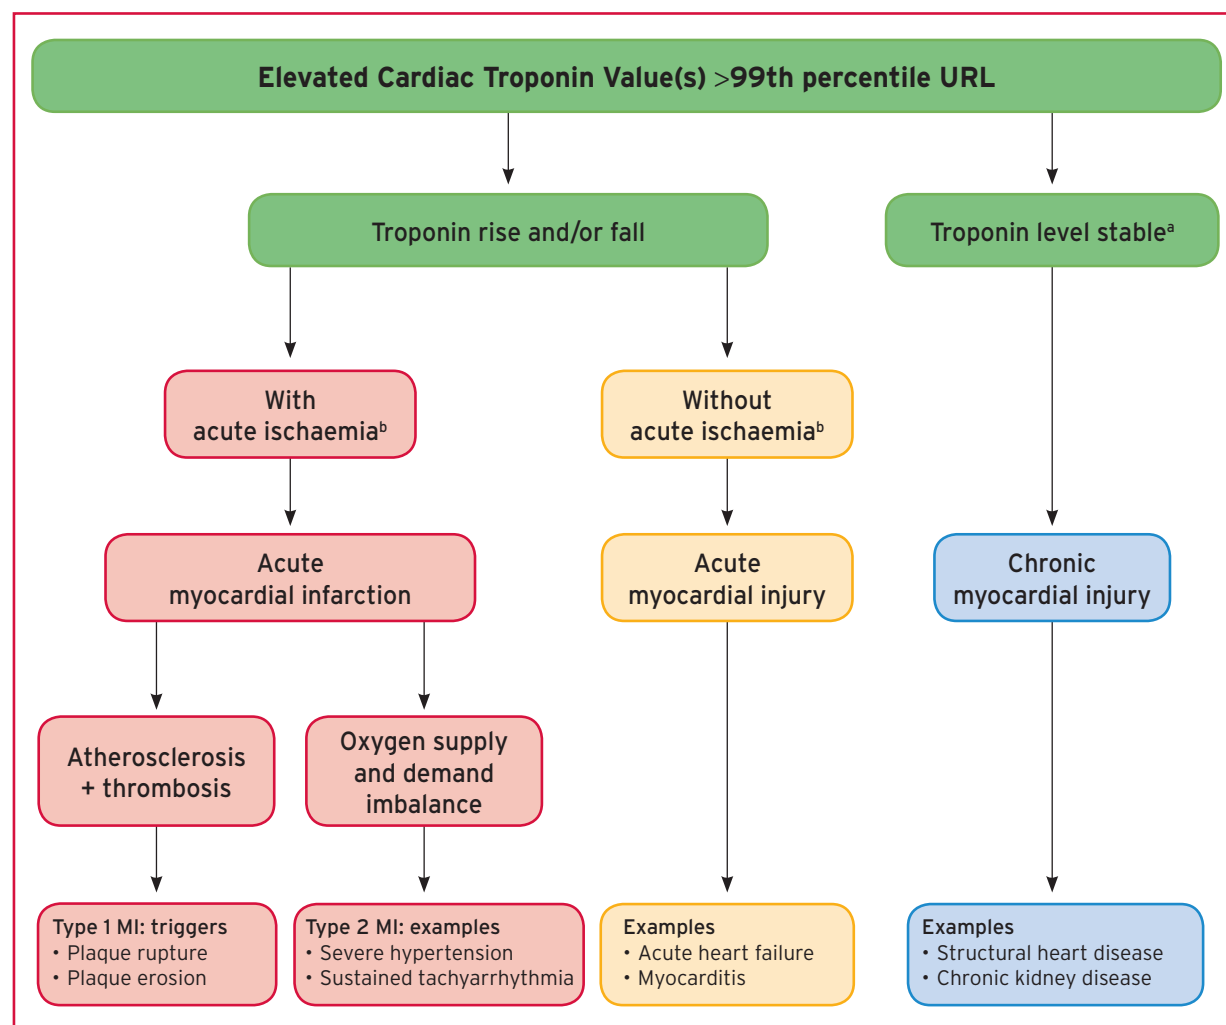 Elevated Cardiac Troponin Value(s) >99th percentile URL
Troponin rise and/or fall
Troponin level stableᵃ
With
acute ischaemiaᵇ
Without
acute ischaemiaᵇ
Acute
myocardial infarction
Acute
myocardial injury
Chronic
myocardial injury
Atherosclerosis
+ thrombosis
Oxygen supply
and demand
imbalance
Type 1 MI: triggers
• Plaque rupture
• Plaque erosion
Type 2 MI: examples
• Severe hypertension
• Sustained tachyarrhythmia
Examples
• Acute heart failure
• Myocarditis
Examples
• Structural heart disease
• Chronic kidney disease